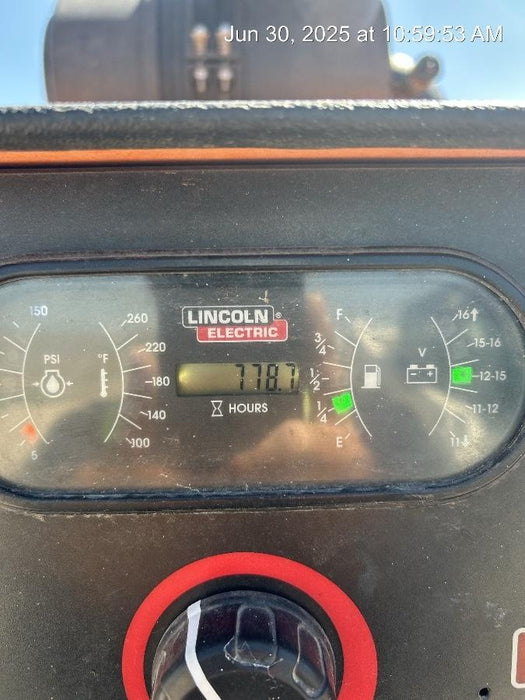 Jun 30, 2025 at 10:59:53 AM
LINCOLN®
ELECTRIC
778.7
HOURS
150
PSI
5
260
°F
220
180
140
100
F
3/4
1/2
1/4
E
V
16↑
15-16
12-15
11-12
11↓